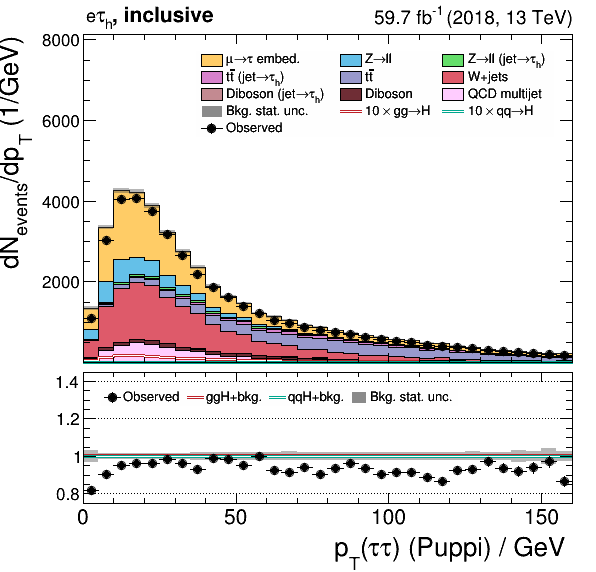 eτh, inclusive 59.7 fb-1 (2018, 13 TeV)
dNevents/dpT (1/GeV)
8000
6000
4000
2000
μ→τ embed. Z→ll Z→ll (jet→τh)
tt̄ (jet→τh) tt̄ W+jets
Diboson (jet→τh) Diboson QCD multijet
Bkg. stat. unc. 10 × gg→H 10 × qq→H
Observed
1.4
1.2
1
0.8
Observed ggH+bkg. qqH+bkg. Bkg. stat. unc.
0 50 100 150
pT(ττ) (Puppi) / GeV